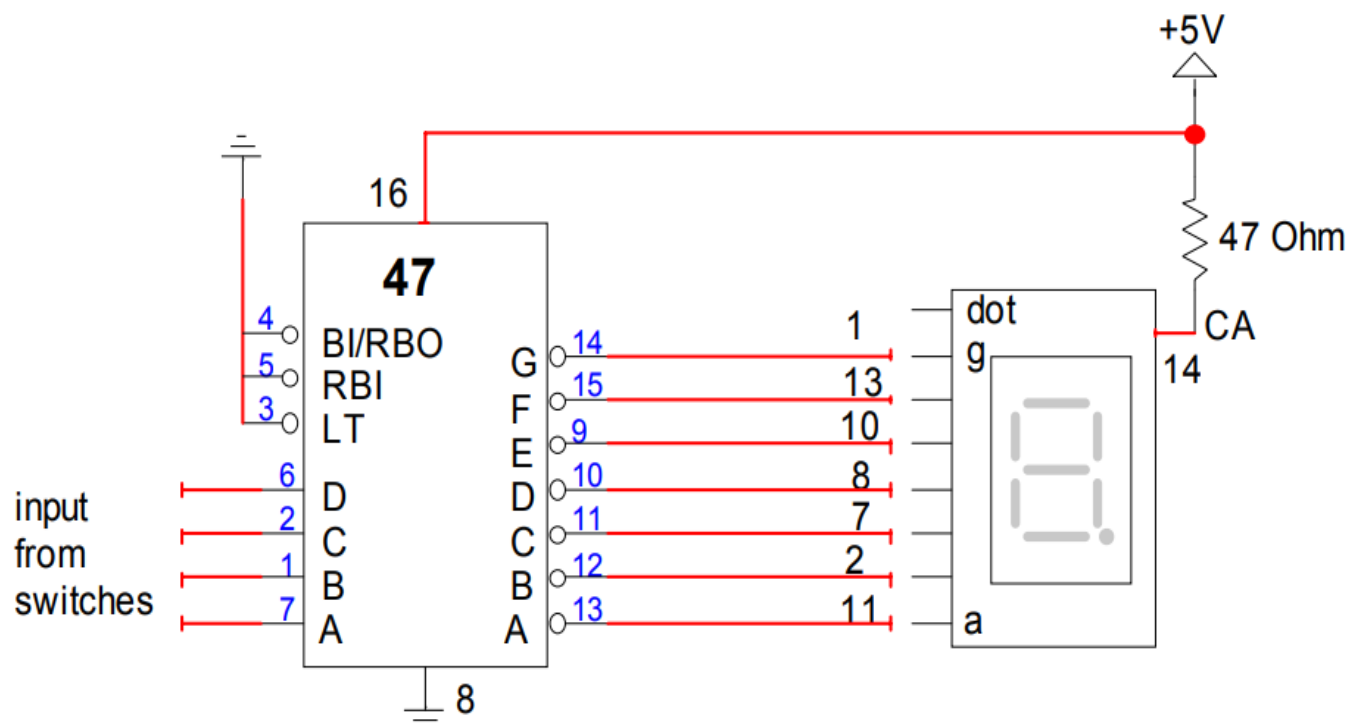 +5V
16
47 Ohm
47
4
BI/RBO
5
RBI
3
LT
CA
14
dot
1
g
G
14
13
F
15
10
E
9
input
from
switches
6
D
D
10
8
2
C
C
11
7
1
B
B
12
2
7
A
A
13
11
a
8